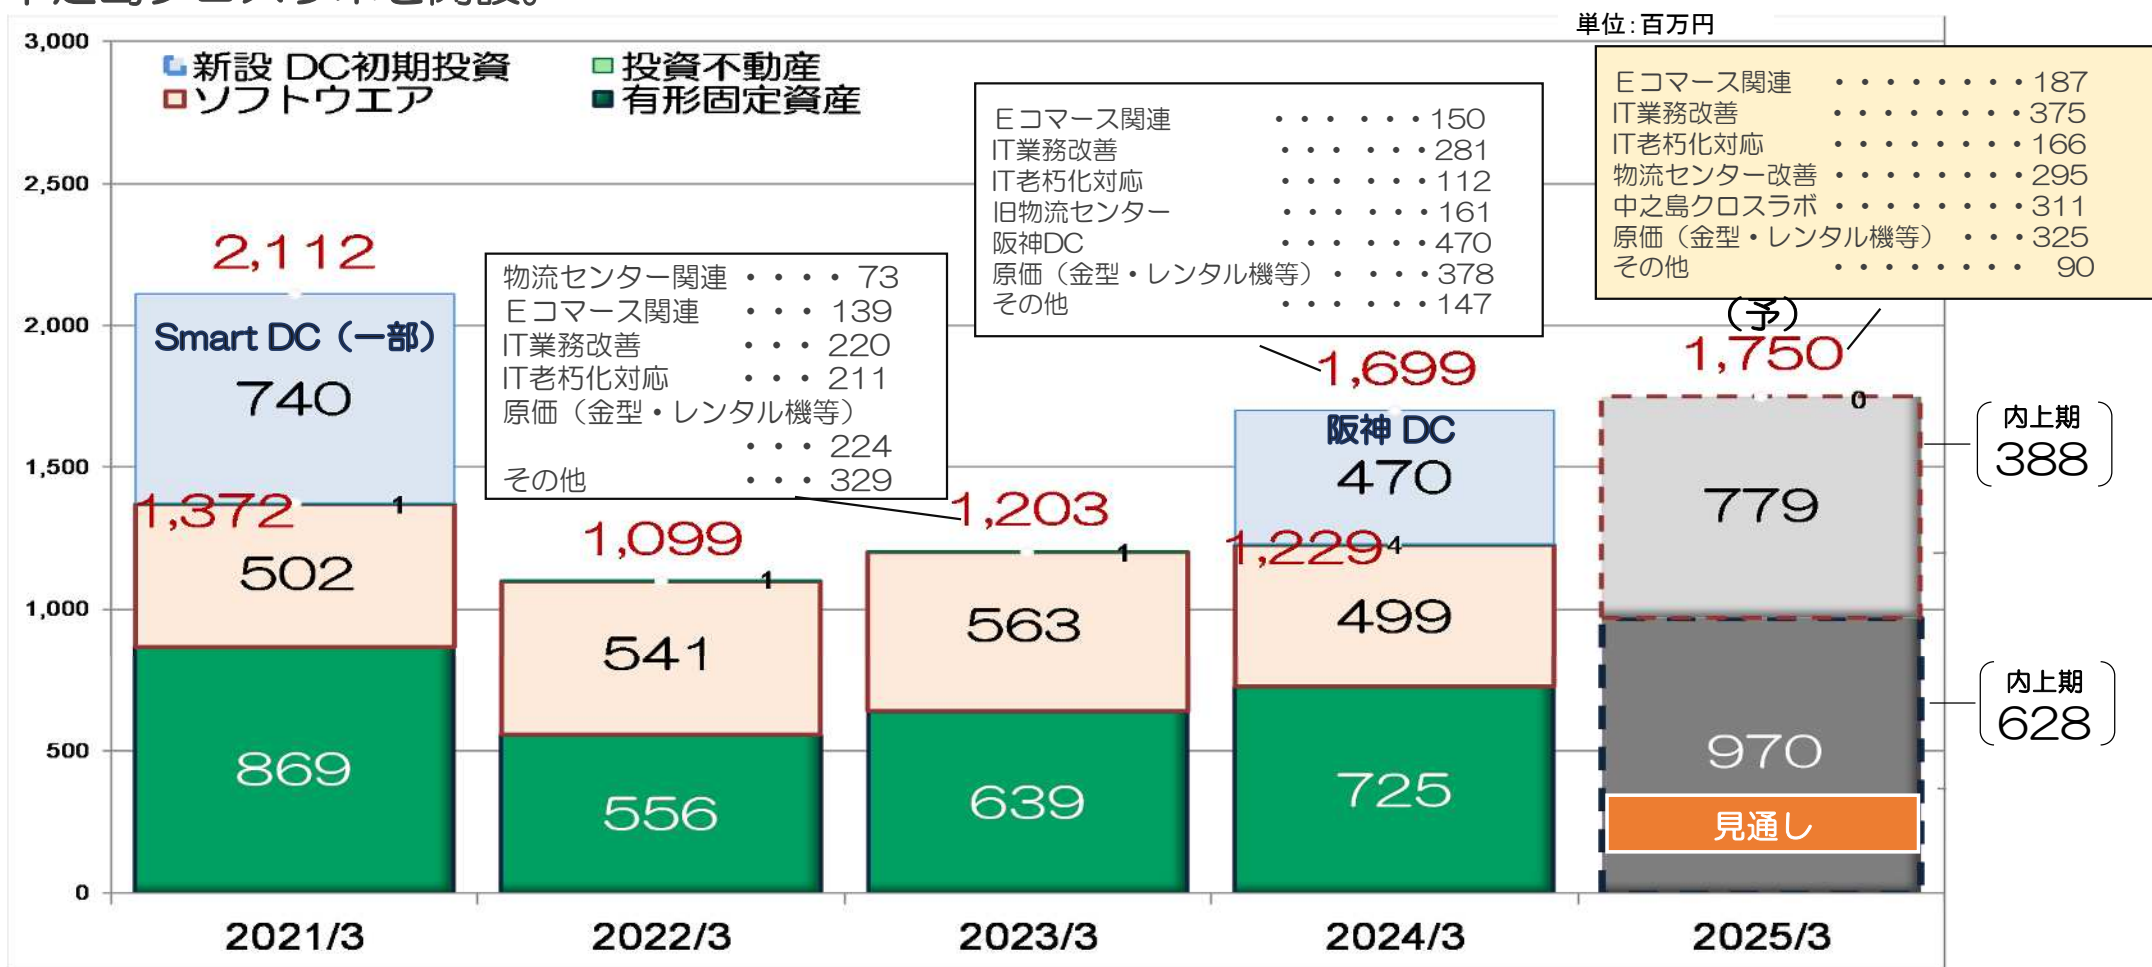 単位：百万円
3,000
2,500
2,000
1,500
1,000
500
0
新設 DC初期投資
投資不動産
ソフトウエア
有形固定資産
2,112
Smart DC（一部）
740
1,372
1
502
869
2021/3
1,099
1
541
556
2022/3
物流センター関連 ・・・・ 73
Eコマース関連 ・・・ 139
IT業務改善 ・・・ 220
IT老朽化対応 ・・・ 211
原価（金型・レンタル機等）
・・・ 224
その他 ・・・ 329
1,203
1
563
639
2023/3
Eコマース関連 ・・・・・・150
IT業務改善 ・・・・・・281
IT老朽化対応 ・・・・・・112
旧物流センター ・・・・・・161
阪神DC ・・・・・・470
原価（金型・レンタル機等）・・・・378
その他 ・・・・・・147
1,699
阪神 DC
470
1,229
4
499
725
2024/3
Eコマース関連 ・・・・・・・・187
IT業務改善 ・・・・・・・・375
IT老朽化対応 ・・・・・・・・166
物流センター改善 ・・・・・・・・295
中之島クロスラボ ・・・・・・・・311
原価（金型・レンタル機等） ・・・325
その他 ・・・・・・・・ 90
（予）
1,750
0
779
970
見通し
2025/3
内上期
388
内上期
628